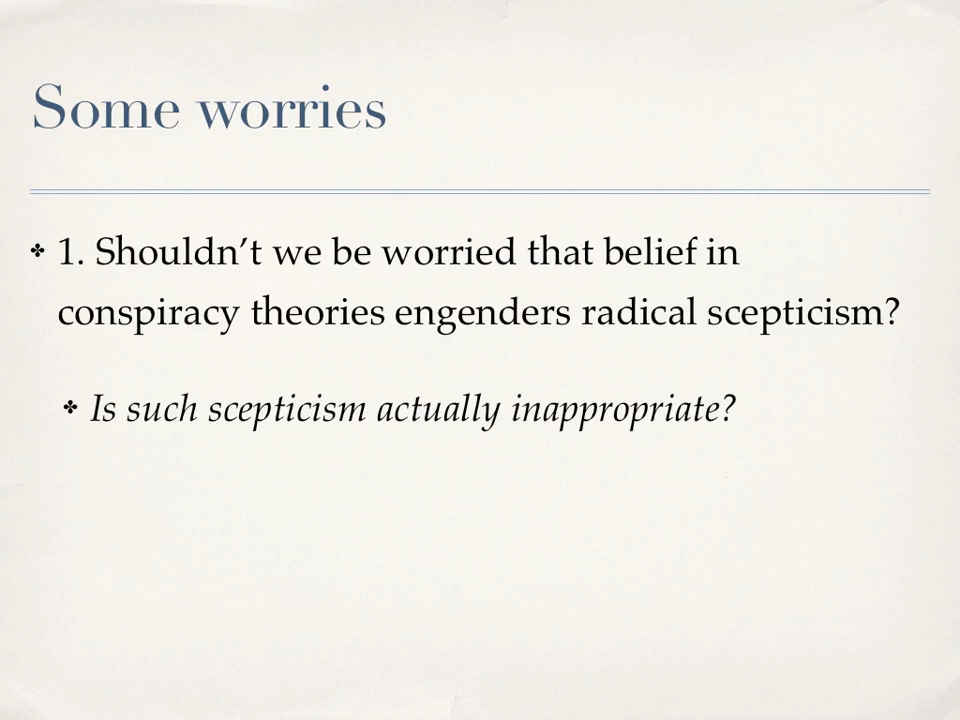 Some worries
✤ 1. Shouldn’t we be worried that belief in
conspiracy theories engenders radical scepticism?
✤ Is such scepticism actually inappropriate?